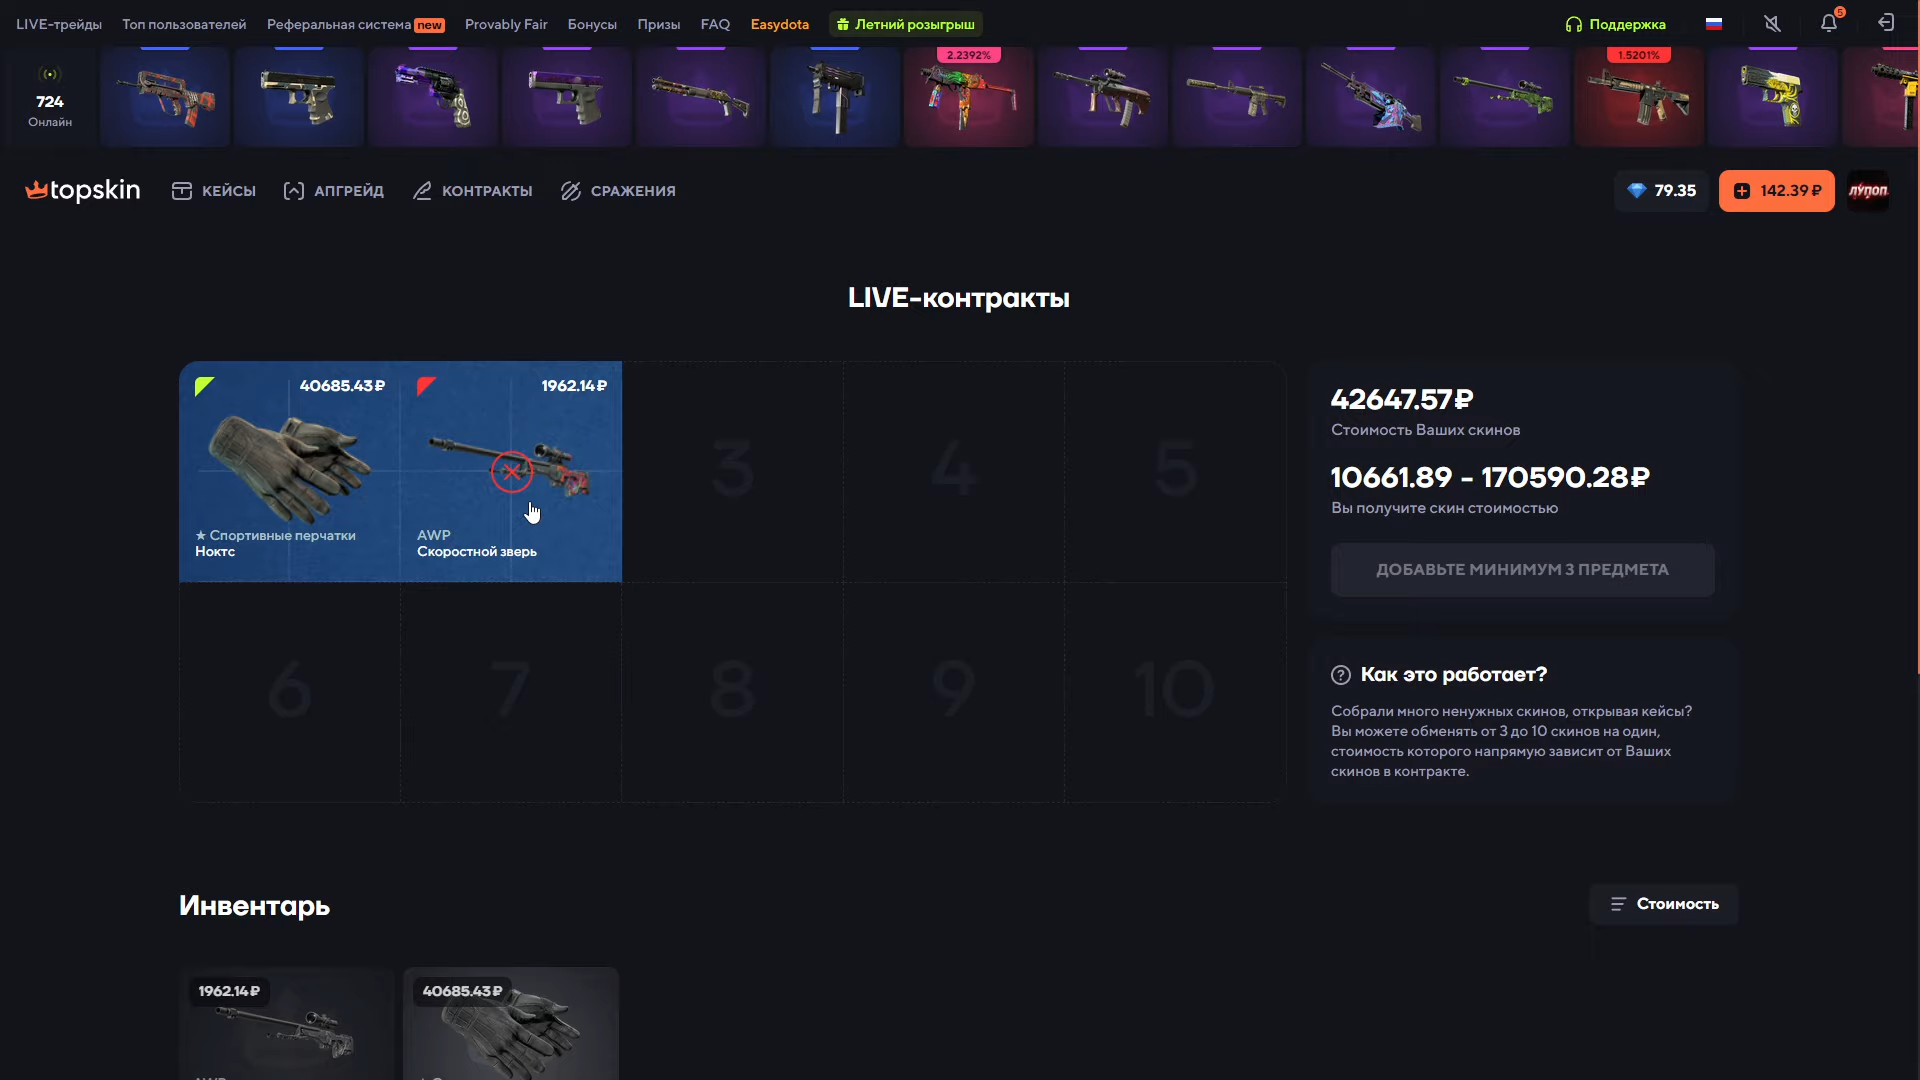 LIVE-трейды Топ пользователей Реферальная система new Provably Fair Бонусы Призы FAQ Easydota Летний розыгрыш Поддержка 5
724
Онлайн
2.2392%
1.5201%
topskin КЕЙСЫ АПГРЕЙД КОНТРАКТЫ СРАЖЕНИЯ 79.35 142.39 ₽ ЛУПОП
LIVE-контракты
40685.43 ₽ 1962.14 ₽
★ Спортивные перчатки
Ноктс
AWP
Скоростной зверь
3 4 5
6 7 8 9 10
42647.57₽
Стоимость Ваших скинов
10661.89 - 170590.28₽
Вы получите скин стоимостью
ДОБАВЬТЕ МИНИМУМ 3 ПРЕДМЕТА
? Как это работает?
Собрали много ненужных скинов, открывая кейсы?
Вы можете обменять от 3 до 10 скинов на один,
стоимость которого напрямую зависит от Ваших
скинов в контракте.
Инвентарь
Стоимость
1962.14 ₽ 40685.43 ₽